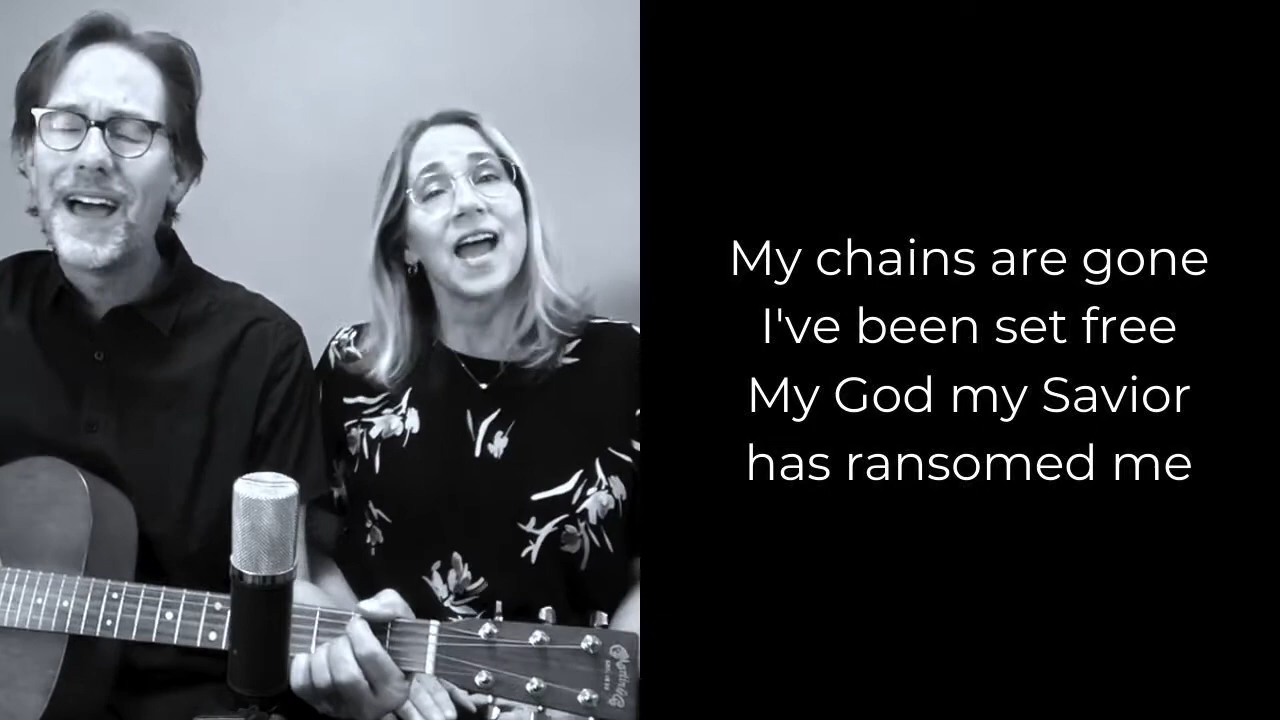 My chains are gone
I've been set free
My God my Savior
has ransomed me